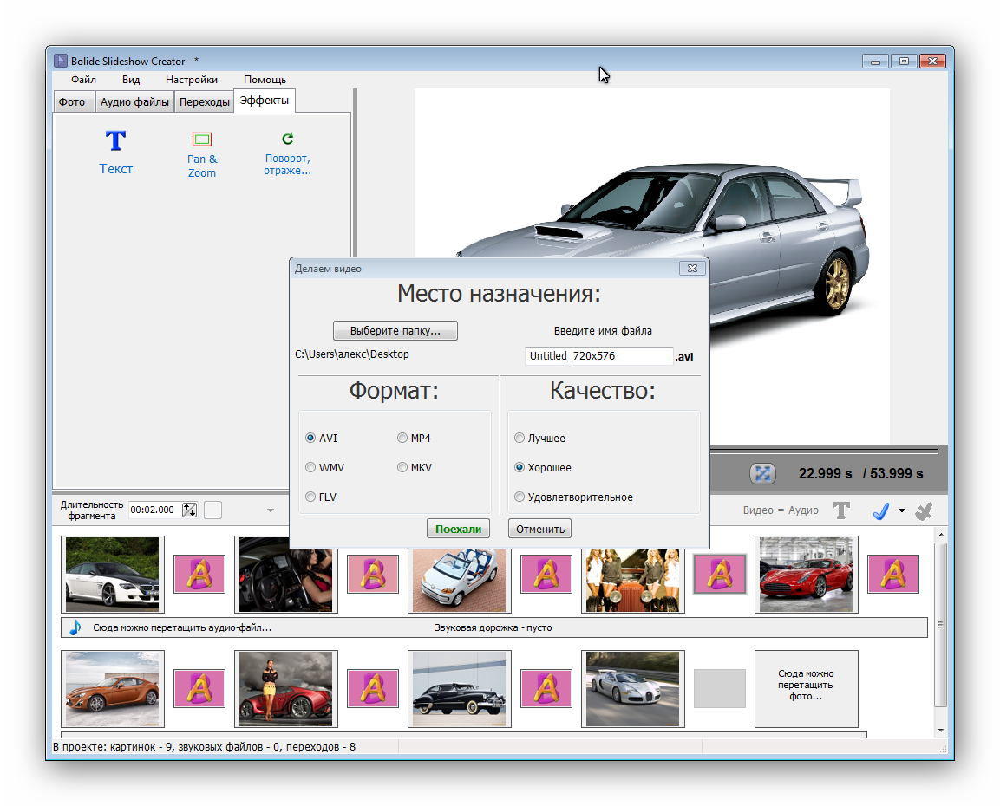 Bolide Slideshow Creator - *
Файл Вид Настройки Помощь
Фото Аудио файлы Переходы Эффекты
T
Текст
Pan &
Zoom
Поворот,
отраже...
Делаем видео
Место назначения:
Выберите папку...
Введите имя файла
C:\Users\алекс\Desktop
Untitled_720x576 .avi
Формат:
Качество:
AVI
MP4
Лучшее
WMV
MKV
Хорошее
FLV
Удовлетворительное
Поехали
Отменить
22.999 s / 53.999 s
Длительность
фрагмента
00:02.000
Видео = Аудио
T
A
B
A
A
A
Сюда можно перетащить аудио-файл...
Звуковая дорожка - пусто
A
A
A
Сюда можно
перетащить
фото...
В проекте: картинок - 9, звуковых файлов - 0, переходов - 8